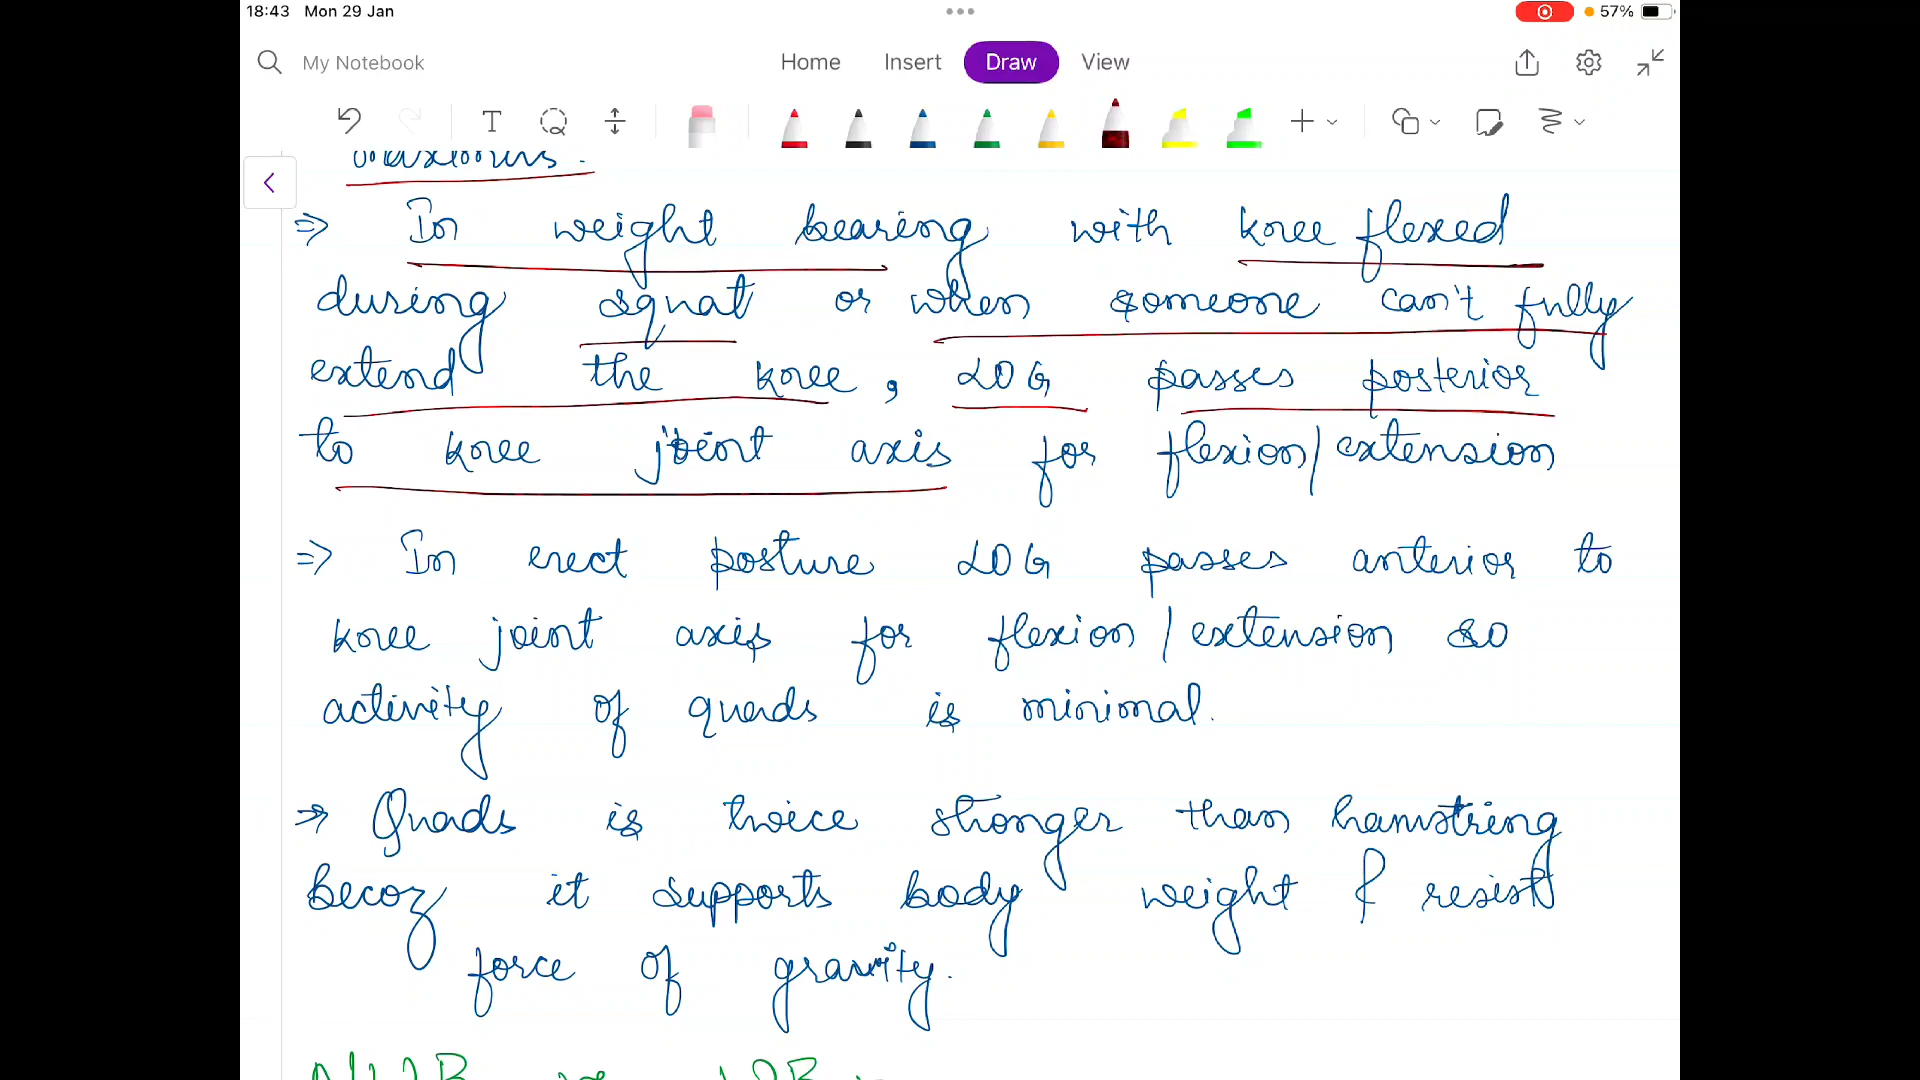 18:43 Mon 29 Jan
57%
My Notebook
Home Insert Draw View
maximus.
⇒ In weight bearing with knee flexed
during squat or when someone can't fully
extend the knee, LOG passes posterior
to knee joint axis for flexion/extension
⇒ In erect posture LOG passes anterior to
knee joint axis for flexion/extension so
activity of quads is minimal.
⇒ Quads is twice stronger than hamstring
becoz it supports body weight & resist
force of gravity.